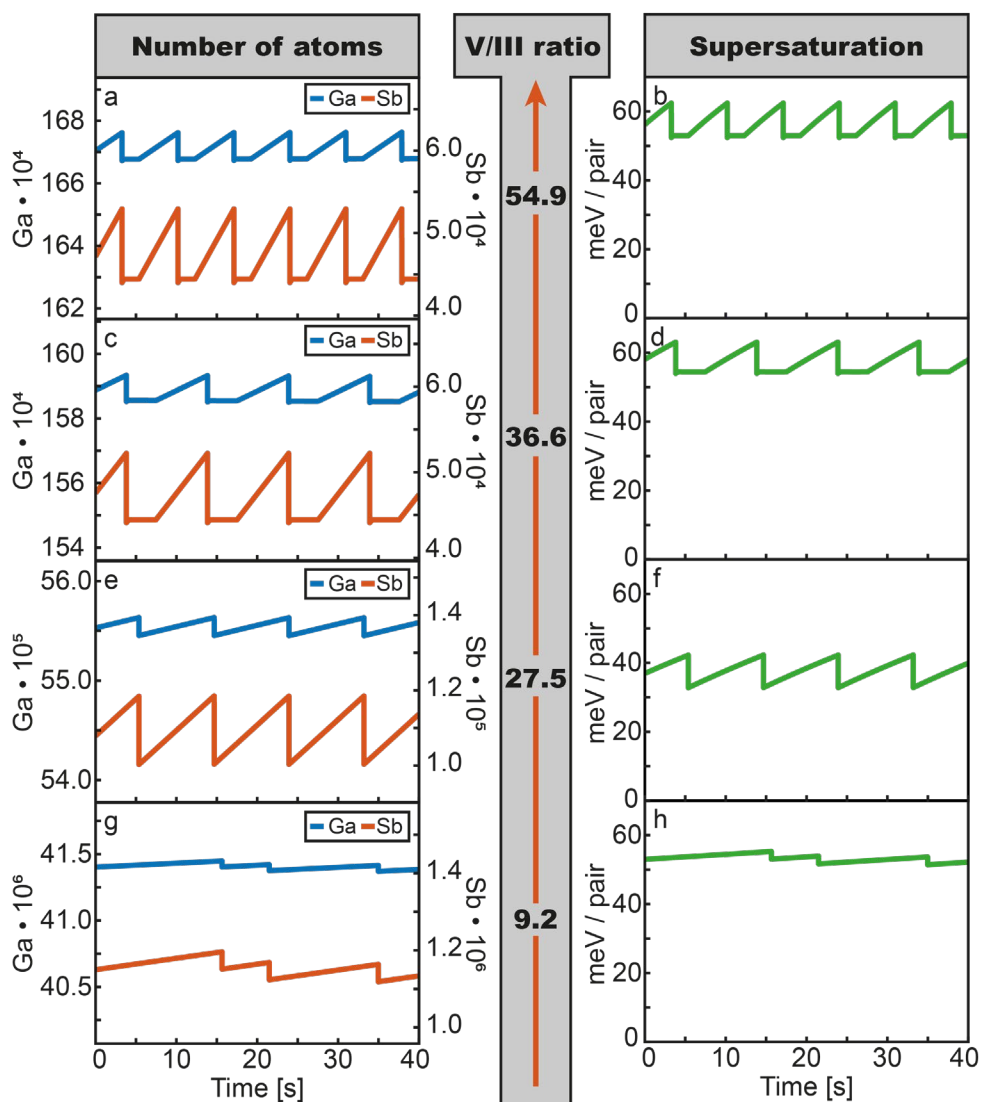 Number of atoms
V/III ratio
Supersaturation
a
Ga Sb
168
166
164
162
Ga • 10⁴
6.0
5.0
4.0
Sb • 10⁴
54.9
b
60
40
20
0
meV / pair
c
Ga Sb
160
158
156
154
Ga • 10⁴
6.0
5.0
4.0
Sb • 10⁴
36.6
d
60
40
20
0
meV / pair
e
Ga Sb
56.0
55.0
54.0
Ga • 10⁵
1.4
1.2
1.0
Sb • 10⁵
27.5
f
60
40
20
0
meV / pair
g
Ga Sb
41.5
41.0
40.5
Ga • 10⁶
1.4
1.2
1.0
Sb • 10⁶
9.2
h
60
40
20
0
meV / pair
0 10 20 30 40
Time [s]
0 10 20 30 40
Time [s]